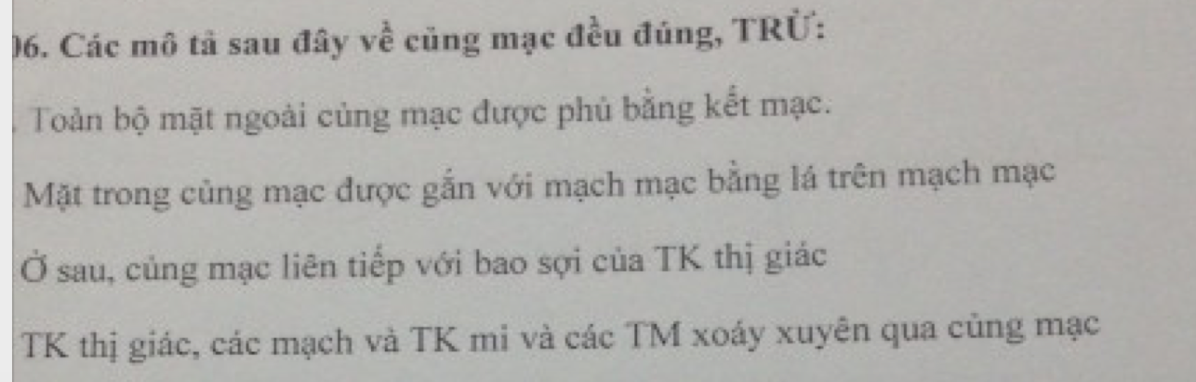 06. Các mô tả sau đây về củng mạc đều đúng, TRỪ:
Toàn bộ mặt ngoài củng mạc được phủ bằng kết mạc.
Mặt trong củng mạc được gắn với mạch mạc bằng lá trên mạch mạc
Ở sau, củng mạc liên tiếp với bao sợi của TK thị giác
TK thị giác, các mạch và TK mi và các TM xoáy xuyên qua củng mạc